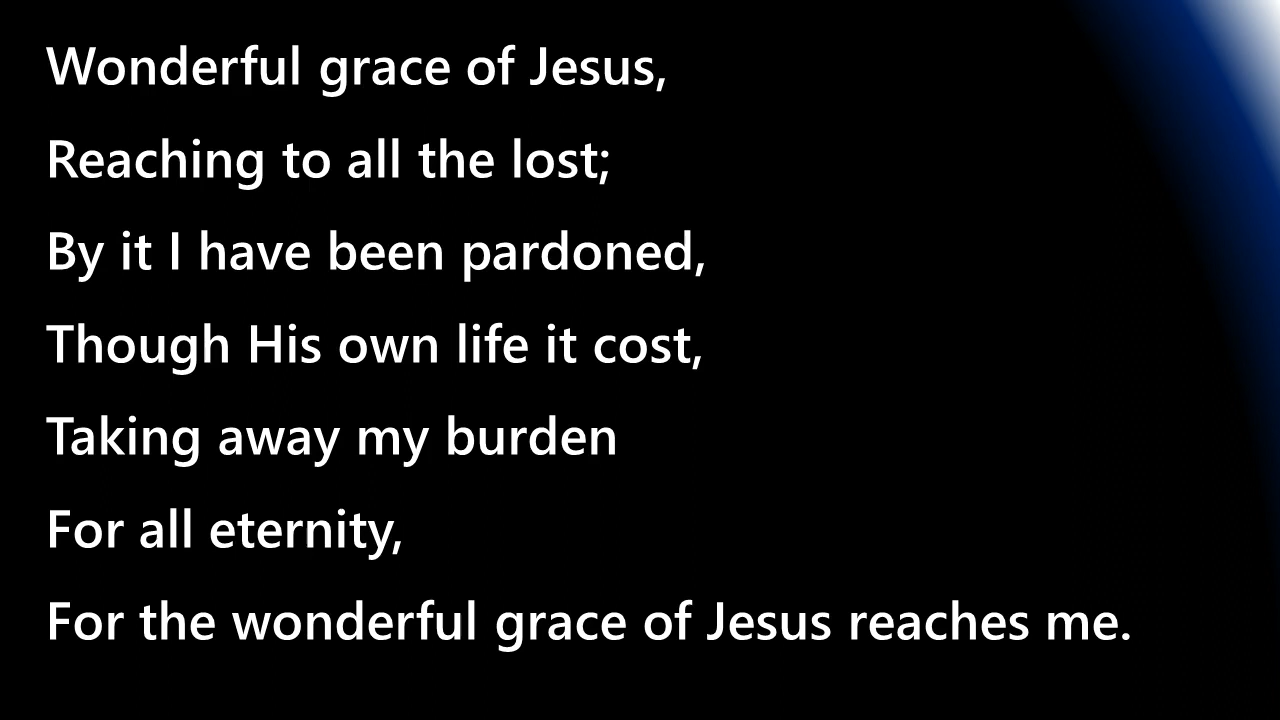 Wonderful grace of Jesus,
Reaching to all the lost;
By it I have been pardoned,
Though His own life it cost,
Taking away my burden
For all eternity,
For the wonderful grace of Jesus reaches me.